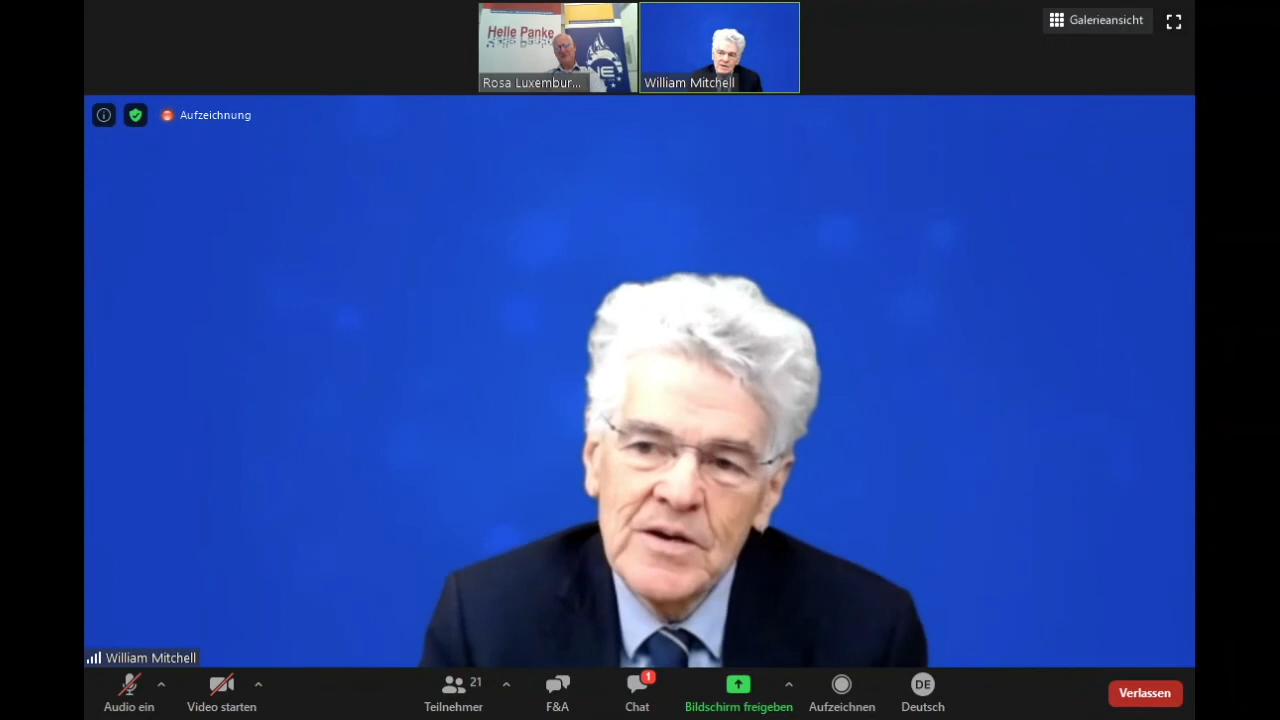 Helle Panke
NE
Rosa Luxembur...
William Mitchell
Galerieansicht
Aufzeichnung
William Mitchell
21
1
DE
Audio ein
Video starten
Teilnehmer
F&A
Chat
Bildschirm freigeben
Aufzeichnen
Deutsch
Verlassen